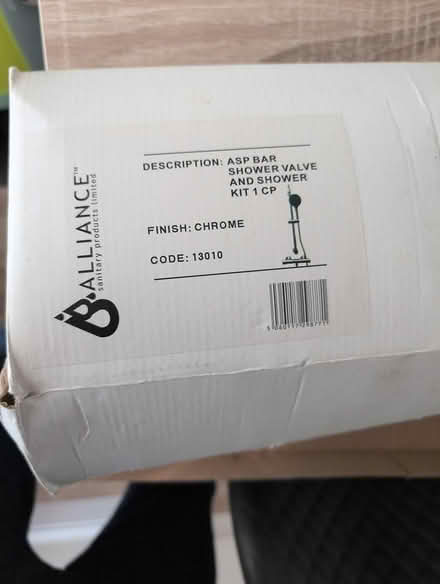 ALLIANCE™
sanitary products limited
DESCRIPTION: ASP BAR
SHOWER VALVE
AND SHOWER
KIT 1 CP
FINISH: CHROME
CODE: 13010